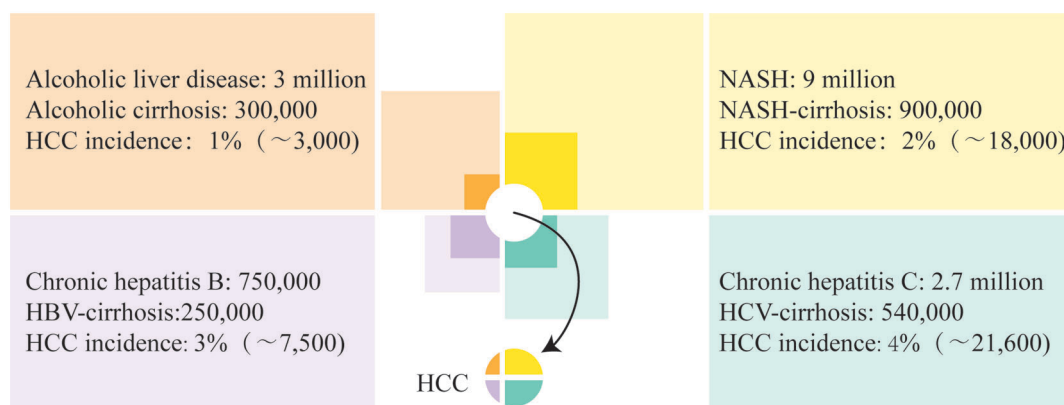 Alcoholic liver disease: 3 million
Alcoholic cirrhosis: 300,000
HCC incidence: 1% (～3,000)
NASH: 9 million
NASH-cirrhosis: 900,000
HCC incidence: 2% (～18,000)
Chronic hepatitis B: 750,000
HBV-cirrhosis:250,000
HCC incidence: 3% (～7,500)
Chronic hepatitis C: 2.7 million
HCV-cirrhosis: 540,000
HCC incidence: 4% (～21,600)
HCC